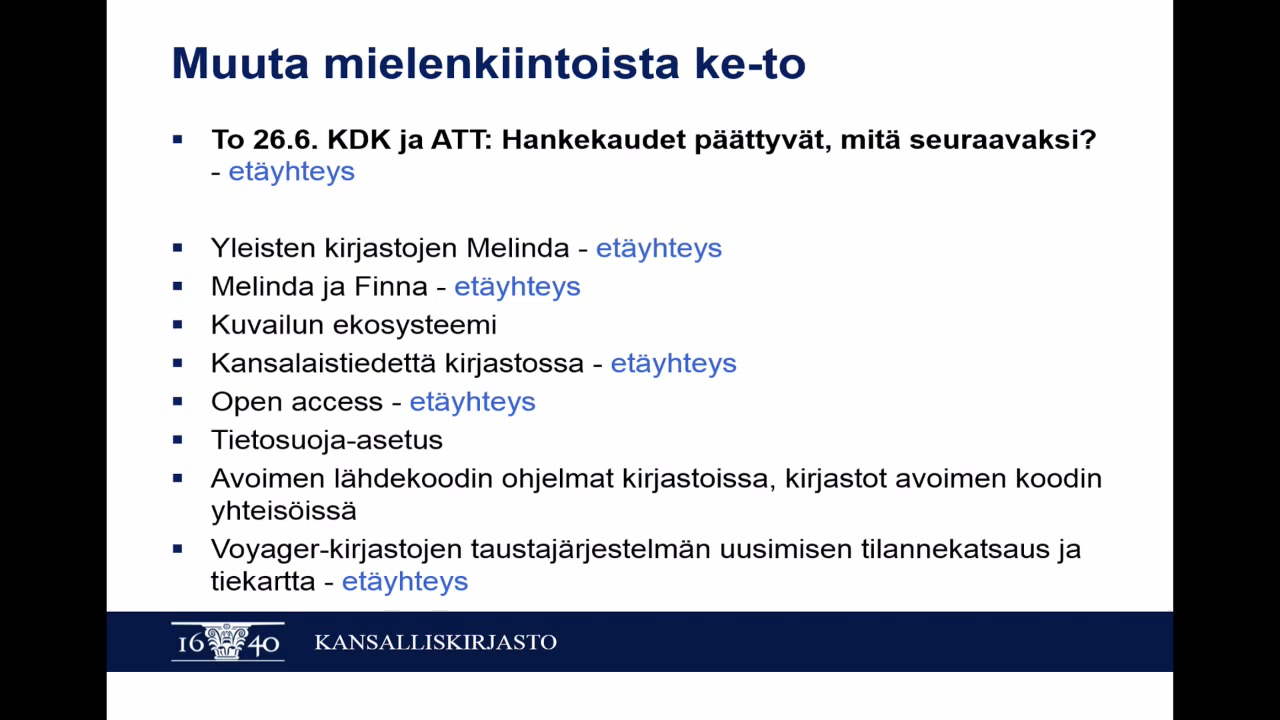 Muuta mielenkiintoista ke-to
▪ To 26.6. KDK ja ATT: Hankekaudet päättyvät, mitä seuraavaksi?
- etäyhteys
▪ Yleisten kirjastojen Melinda - etäyhteys
▪ Melinda ja Finna - etäyhteys
▪ Kuvailun ekosysteemi
▪ Kansalaistiedettä kirjastossa - etäyhteys
▪ Open access - etäyhteys
▪ Tietosuoja-asetus
▪ Avoimen lähdekoodin ohjelmat kirjastoissa, kirjastot avoimen koodin
yhteisöissä
▪ Voyager-kirjastojen taustajärjestelmän uusimisen tilannekatsaus ja
tiekartta - etäyhteys
1640 KANSALLISKIRJASTO